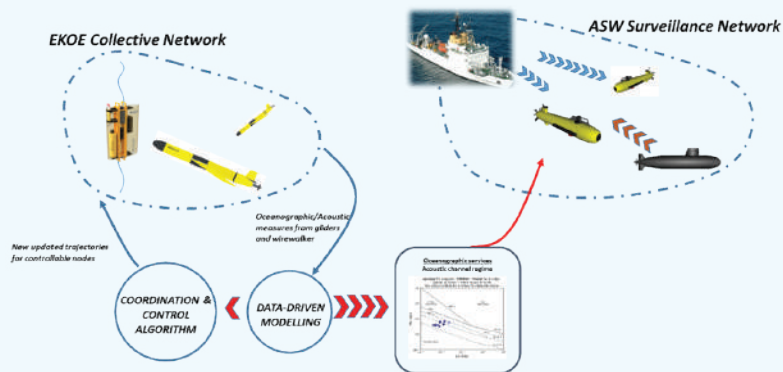 EKOE Collective Network
ASW Surveillance Network
Oceanographic/Acoustic
measures from gliders
and wirewalker
New updated trajectories
for controllable nodes
COORDINATION &
CONTROL
ALGORITHM
DATA-DRIVEN
MODELLING
Oceanographic services
Acoustic channel regime